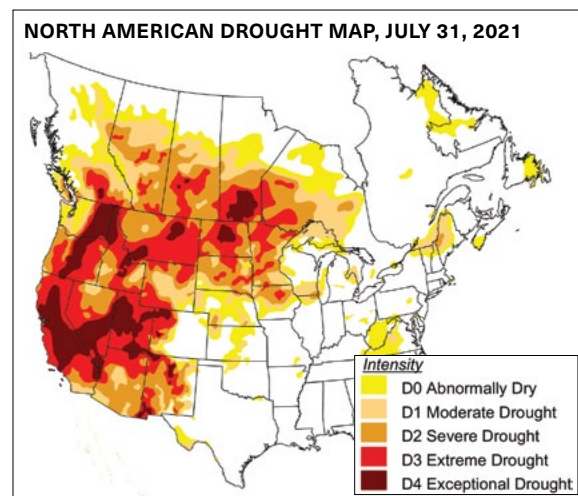 NORTH AMERICAN DROUGHT MAP, JULY 31, 2021
Intensity
D0 Abnormally Dry
D1 Moderate Drought
D2 Severe Drought
D3 Extreme Drought
D4 Exceptional Drought